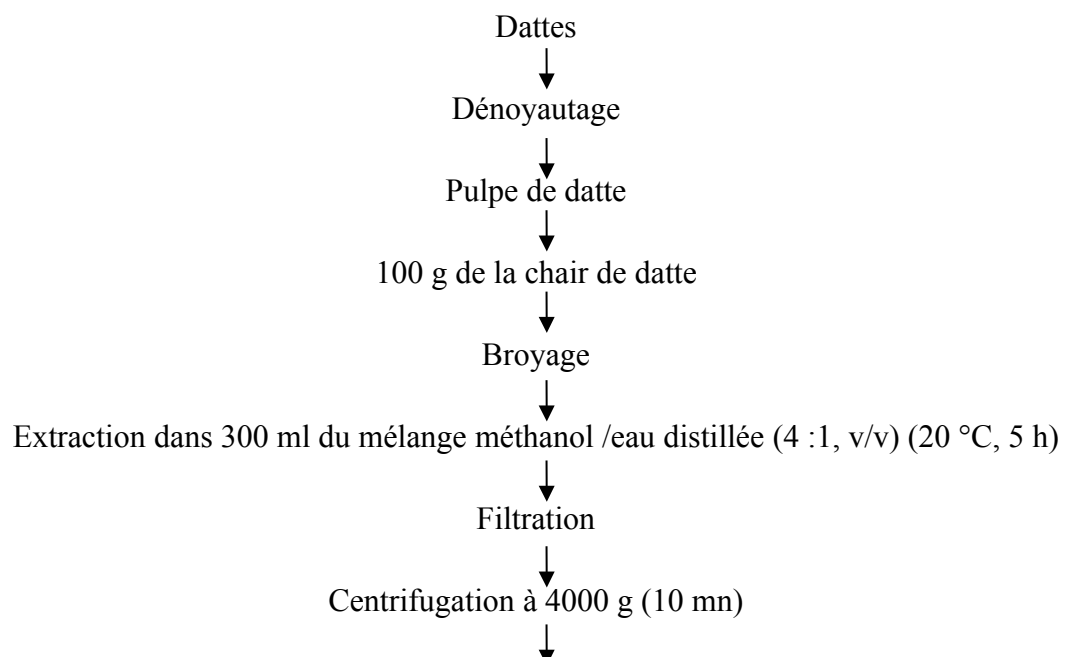 Dattes
Dénoyautage
Pulpe de datte
100 g de la chair de datte
Broyage
Extraction dans 300 ml du mélange méthanol /eau distillée (4 :1, v/v) (20 °C, 5 h)
Filtration
Centrifugation à 4000 g (10 mn)